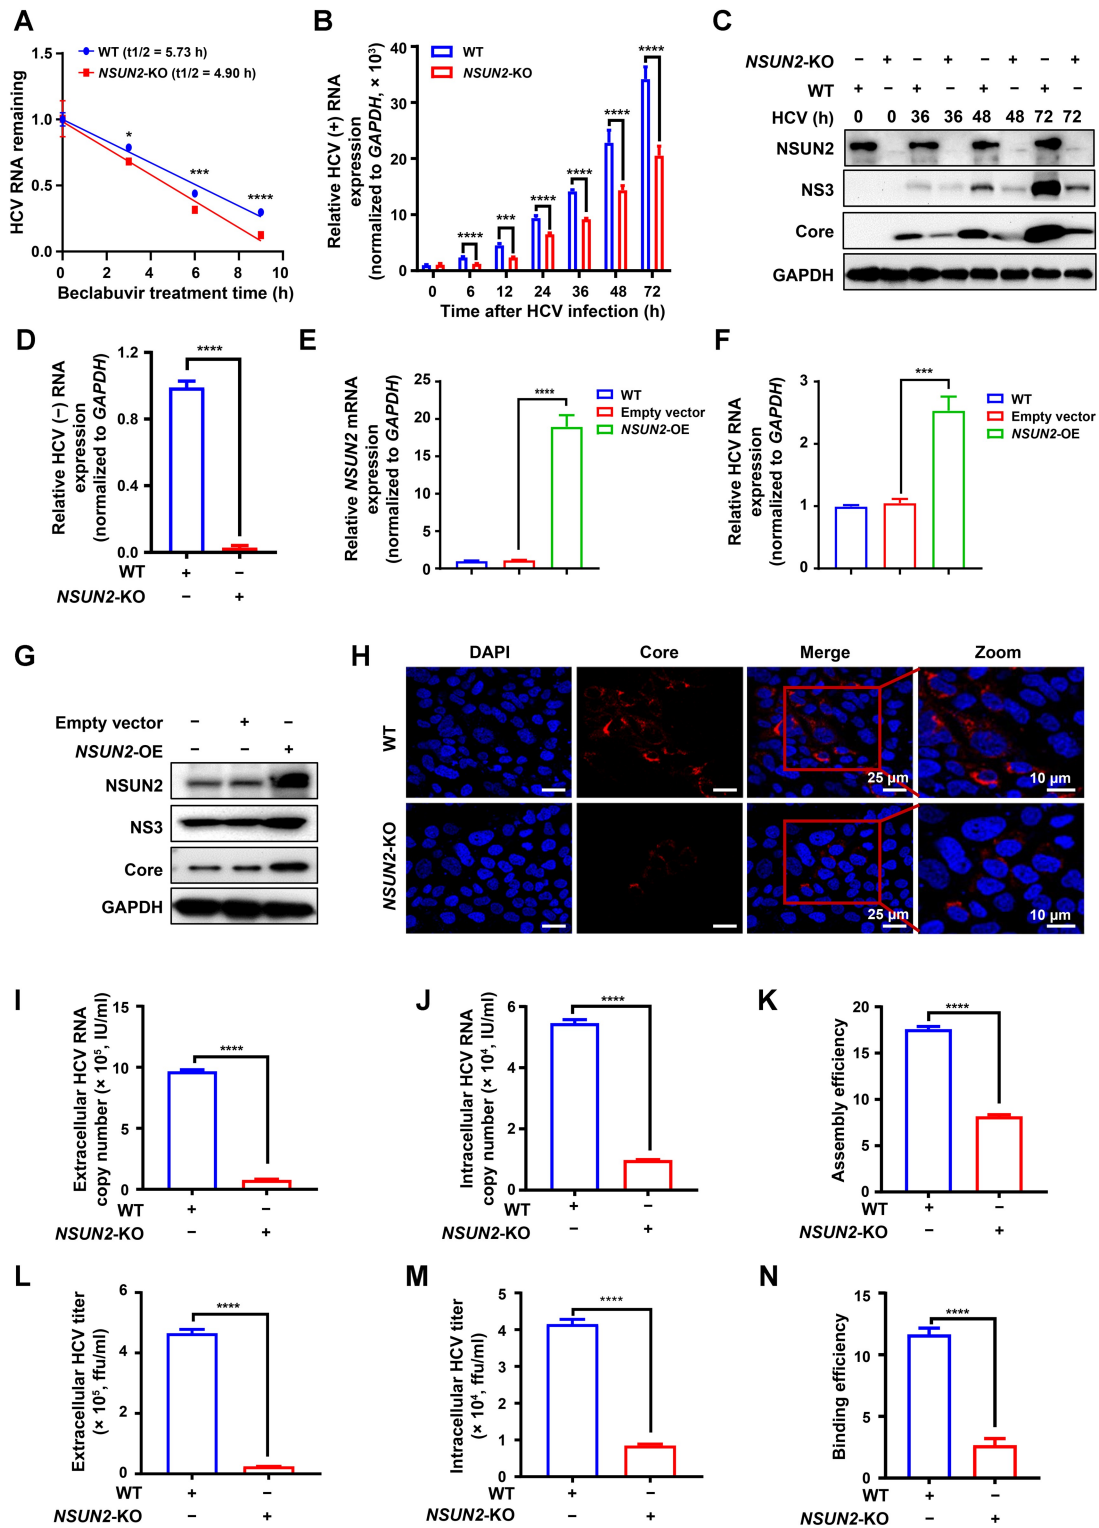 A
HCV RNA remaining
1.5
1.0
0.5
0.0
WT (t1/2 = 5.73 h)
NSUN2-KO (t1/2 = 4.90 h)
*
***
****
0 2 4 6 8 10
Beclabuvir treatment time (h)
B
Relative HCV (+) RNA
expression
(normalized to GAPDH, × 10³)
40
30
20
10
0
WT
NSUN2-KO
**** *** **** **** **** ****
0 6 12 24 36 48 72
Time after HCV infection (h)
C
NSUN2-KO – + – + – + – +
WT + – + – + – + –
HCV (h) 0 0 36 36 48 48 72 72
NSUN2
NS3
Core
GAPDH
D
Relative HCV (–) RNA
expression
(normalized to GAPDH)
1.2
0.8
0.4
0.0
****
WT + –
NSUN2-KO – +
E
Relative NSUN2 mRNA
expression
(normalized to GAPDH)
25
20
15
10
5
0
****
WT
Empty vector
NSUN2-OE
F
Relative HCV RNA
expression
(normalized to GAPDH)
3
2
1
0
***
WT
Empty vector
NSUN2-OE
G
Empty vector – + –
NSUN2-OE – – +
NSUN2
NS3
Core
GAPDH
H
DAPI Core Merge Zoom
WT
25 µm 10 µm
NSUN2-KO
25 µm 10 µm
I
Extracellular HCV RNA
copy number (× 10⁵, IU/ml)
15
10
5
0
****
WT + –
NSUN2-KO – +
J
Intracellular HCV RNA
copy number (× 10⁴, IU/ml)
6
4
2
0
****
WT + –
NSUN2-KO – +
K
Assembly efficiency
20
15
10
5
0
****
WT + –
NSUN2-KO – +
L
Extracellular HCV titer
(× 10⁵, ffu/ml)
6
4
2
0
****
WT + –
NSUN2-KO – +
M
Intracellular HCV titer
(× 10⁴, ffu/ml)
5
4
3
2
1
0
****
WT + –
NSUN2-KO – +
N
Binding efficiency
15
10
5
0
****
WT + –
NSUN2-KO – +